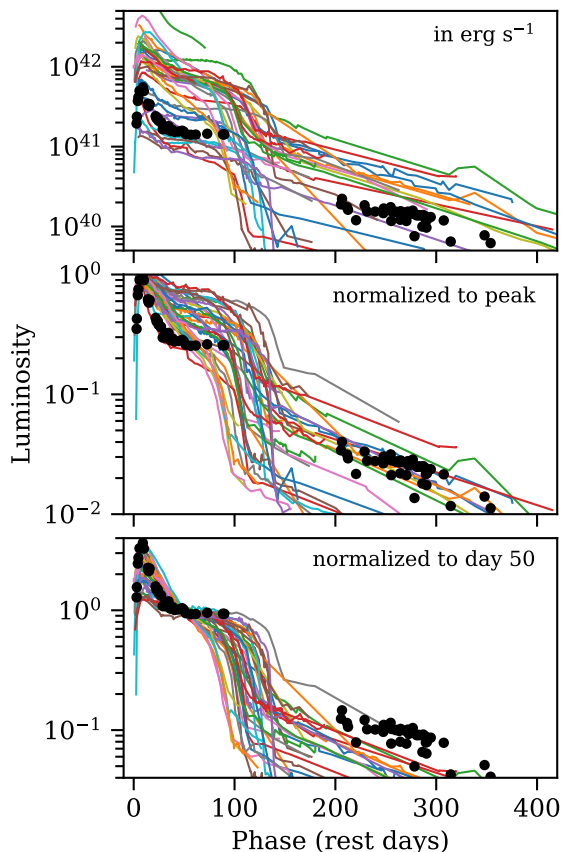 in erg s⁻¹
10⁴²
10⁴¹
10⁴⁰
normalized to peak
10⁰
10⁻¹
10⁻²
Luminosity
normalized to day 50
10⁰
10⁻¹
0 100 200 300 400
Phase (rest days)